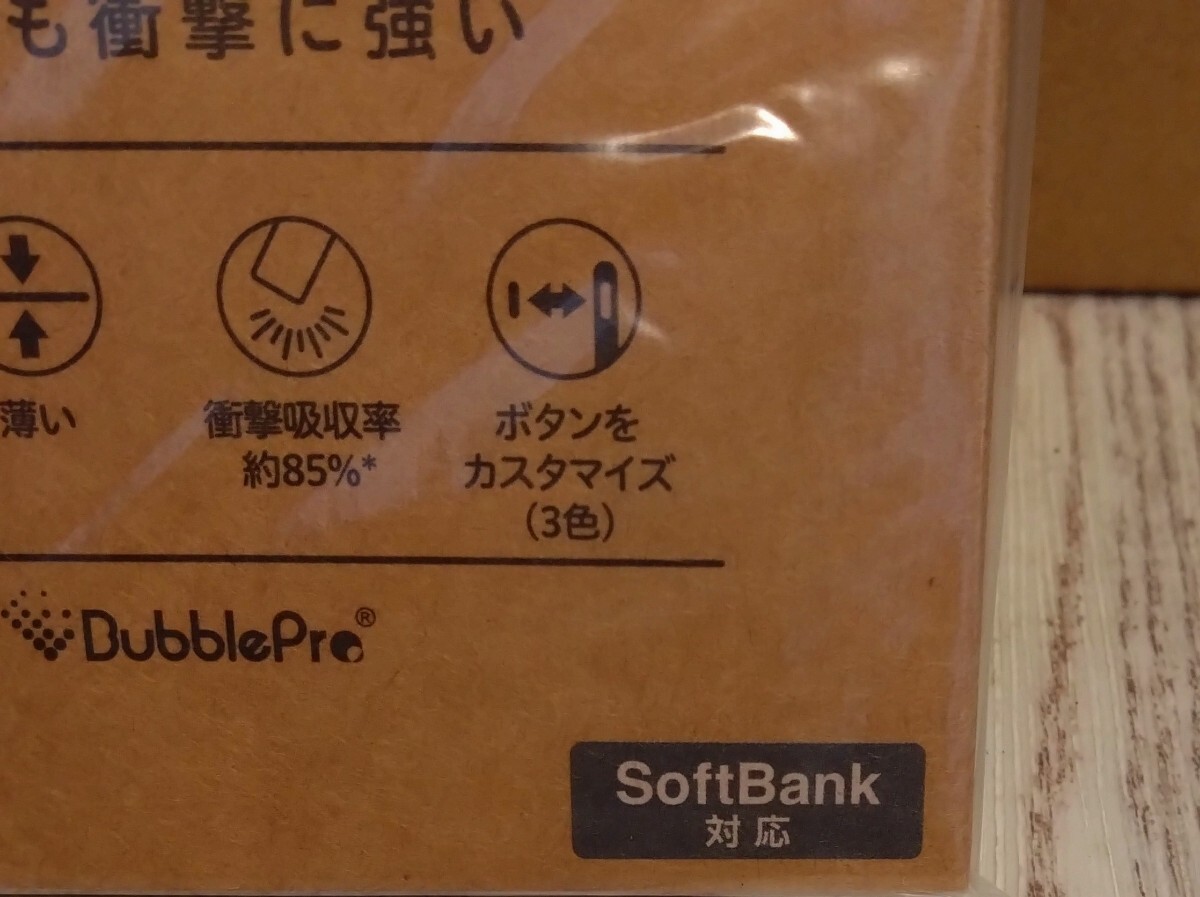 も衝撃に強い
薄い
衝撃吸収率
約85%*
ボタンを
カスタマイズ
(3色)
BubblePro®
SoftBank
対応